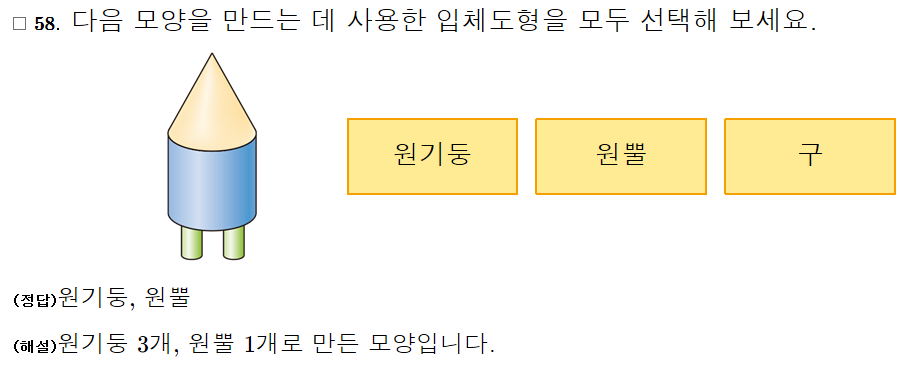 □ 58. 다음 모양을 만드는 데 사용한 입체도형을 모두 선택해 보세요.
원기둥 원뿔 구
(정답)원기둥, 원뿔
(해설)원기둥 3개, 원뿔 1개로 만든 모양입니다.